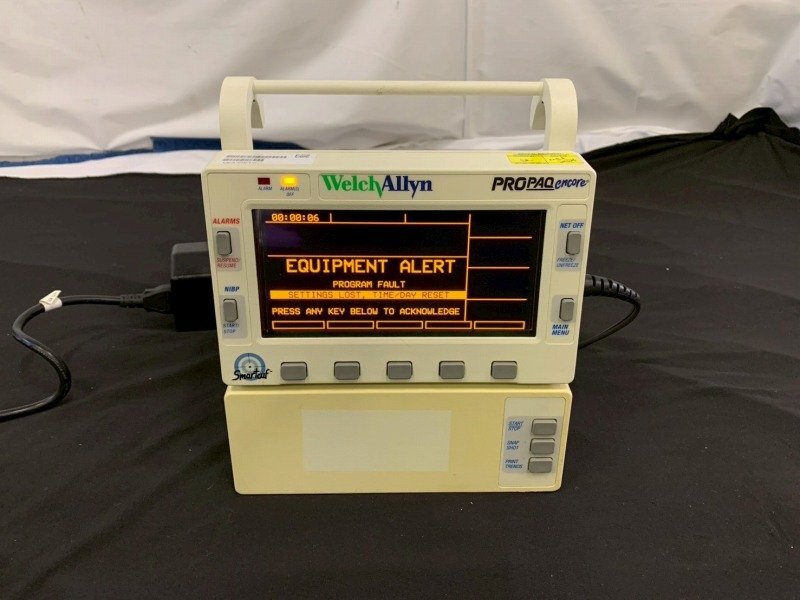 ALARM
ALARM(S) OFF
WelchAllyn
PROPAQ encore
ALARMS
SUSPEND/
RESUME
NIBP
START/
STOP
Smartcuf
00:00:06
EQUIPMENT ALERT
PROGRAM FAULT
SETTINGS LOST, TIME/DAY RESET
PRESS ANY KEY BELOW TO ACKNOWLEDGE
NET OFF
FREEZE/
UNFREEZE
MAIN
MENU
START
STOP
SNAP
SHOT
PRINT
TRENDS